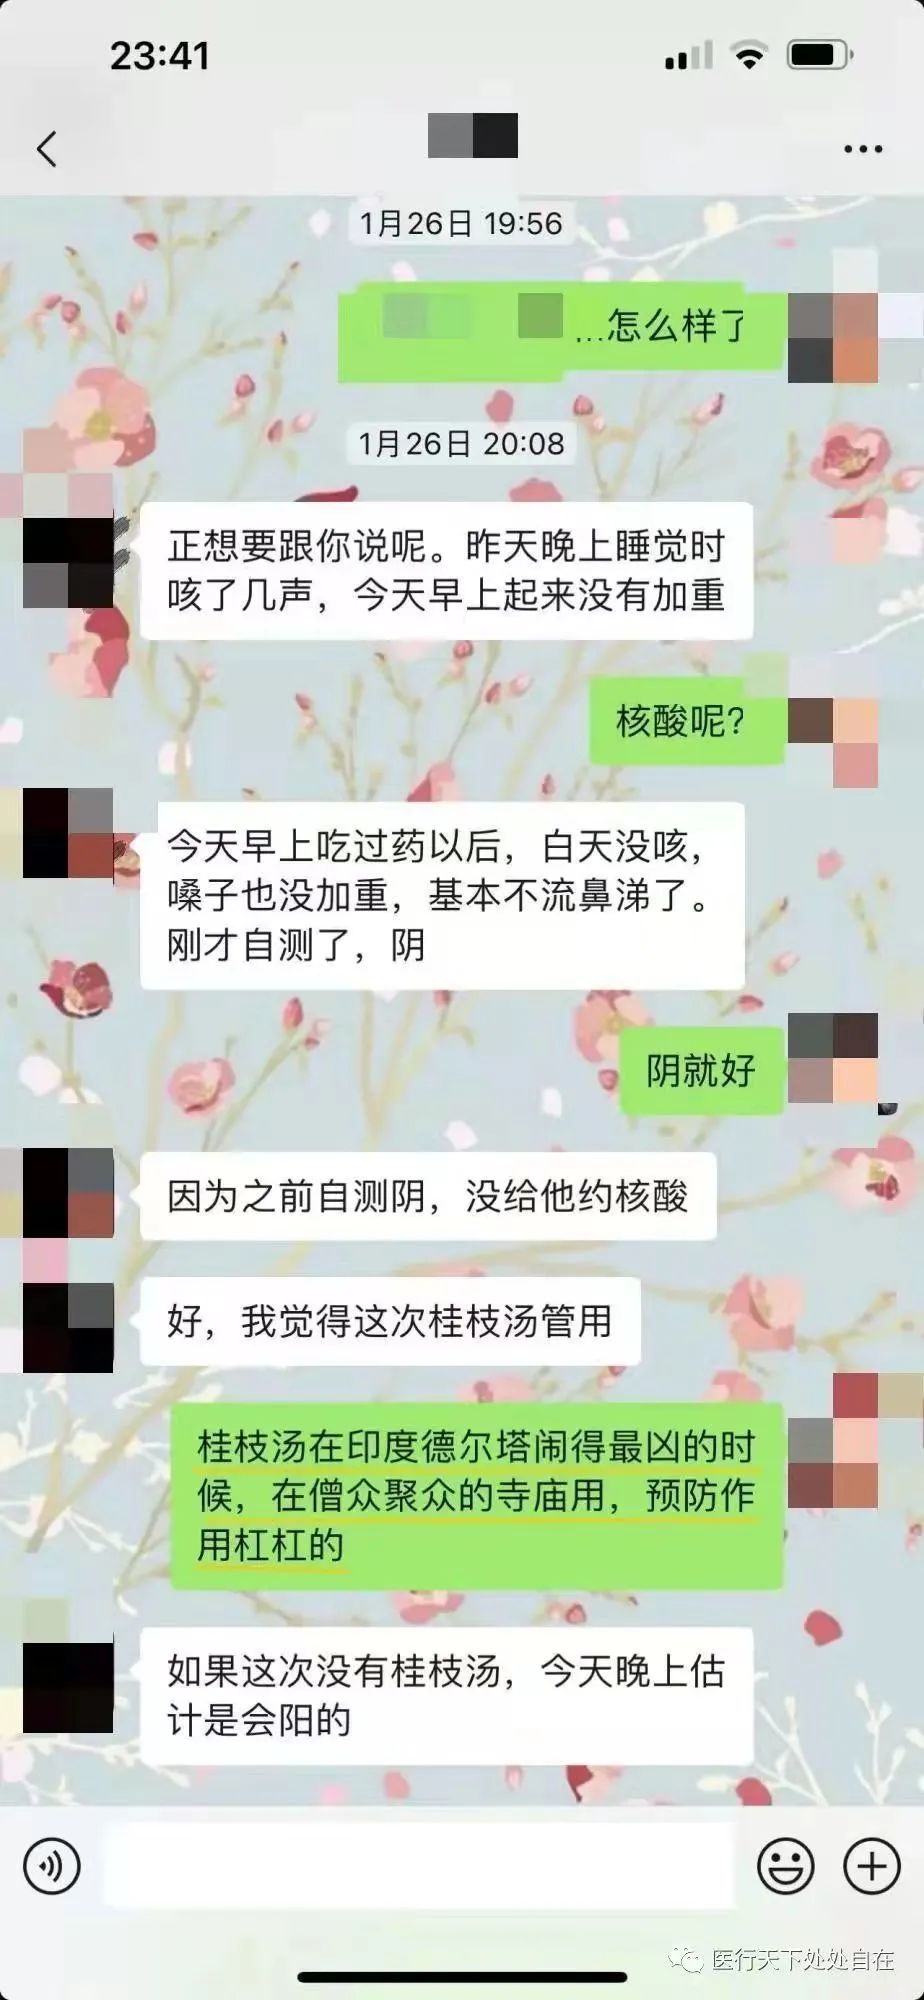 23:41
1月26日 19:56
...怎么样了
1月26日 20:08
正想要跟你说呢。昨天晚上睡觉时
咳了几声，今天早上起来没有加重
核酸呢?
今天早上吃过药以后，白天没咳，
嗓子也没加重，基本不流鼻涕了。
刚才自测了，阴
阴就好
因为之前自测阴，没给他约核酸
好，我觉得这次桂枝汤管用
桂枝汤在印度德尔塔闹得最凶的时
候，在僧众聚众的寺庙用，预防作
用杠杠的
如果这次没有桂枝汤，今天晚上估
计是会阳的
医行天下处处自在